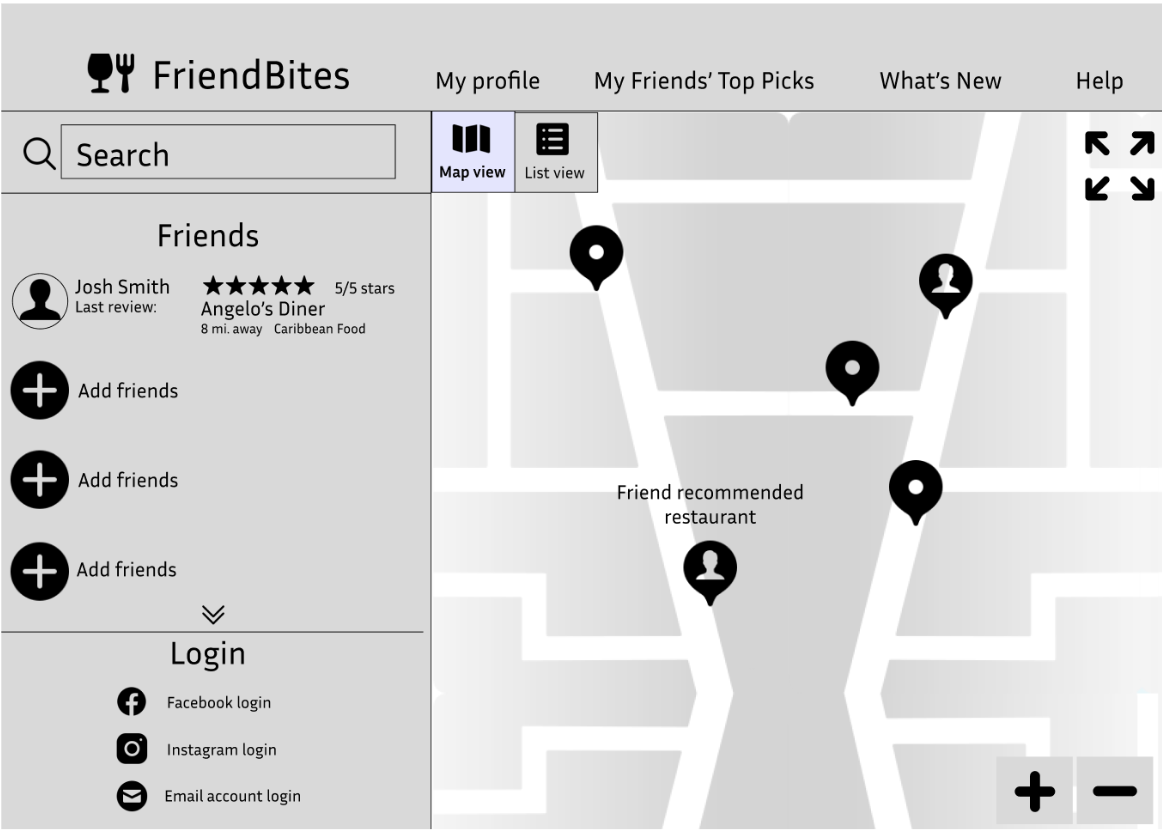 FriendBites
My profile
My Friends' Top Picks
What's New
Help
Search
Map view
List view
Friends
Josh Smith
Last review:
5/5 stars
Angelo's Diner
8 mi. away Caribbean Food
Add friends
Add friends
Add friends
Login
Facebook login
Instagram login
Email account login
Friend recommended
restaurant